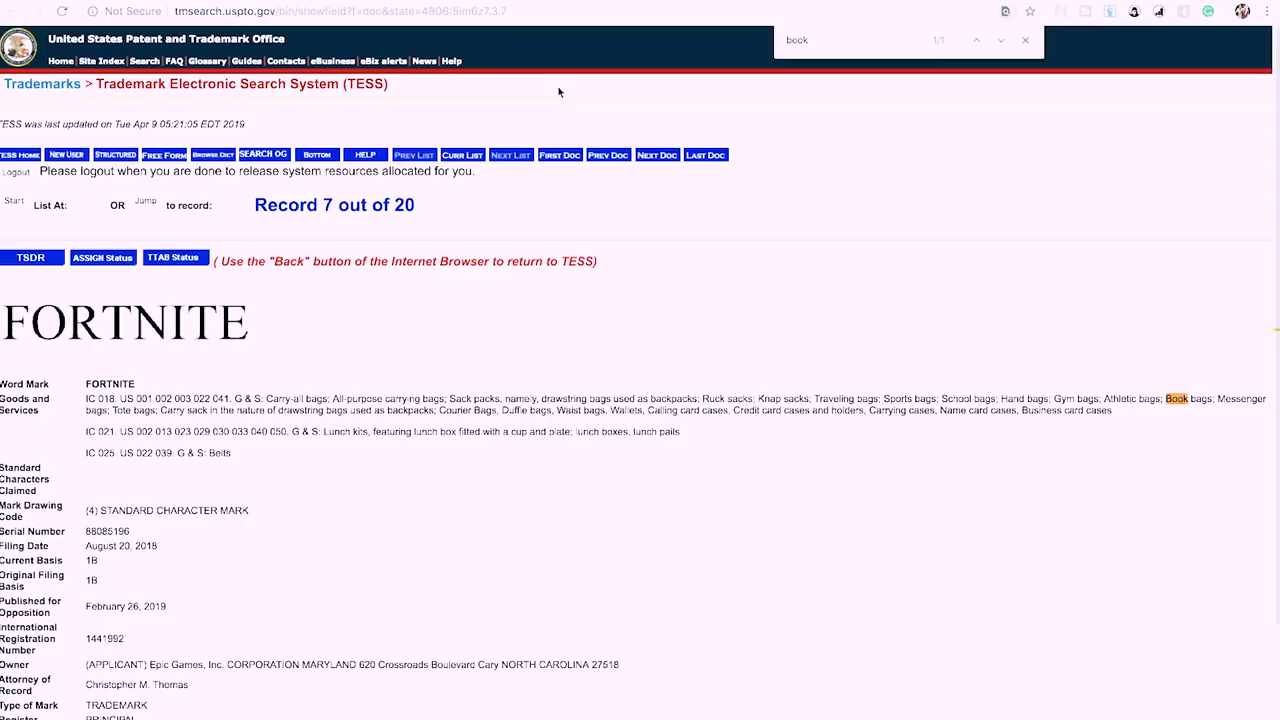 Not Secure tmsearch.uspto.gov/bin/showfield?f=doc&state=4806:5im6z7.3.7
book 1/1
United States Patent and Trademark Office
Home|Site Index|Search|FAQ|Glossary|Guides|Contacts|eBusiness|eBiz alerts|News|Help
Trademarks > Trademark Electronic Search System (TESS)
TESS was last updated on Tue Apr 9 05:21:05 EDT 2019
TESS HOME NEW USER STRUCTURED FREE FORM BROWSE DICT SEARCH OG BOTTOM HELP PREV LIST CURR LIST NEXT LIST FIRST DOC PREV DOC NEXT DOC LAST DOC
Logout Please logout when you are done to release system resources allocated for you.
Start List At: OR Jump to record: Record 7 out of 20
TSDR ASSIGN Status TTAB Status ( Use the "Back" button of the Internet Browser to return to TESS)
FORTNITE
Word Mark FORTNITE
Goods and Services IC 018. US 001 002 003 022 041. G & S: Carry-all bags; All-purpose carrying bags; Sack packs, namely, drawstring bags used as backpacks; Ruck sacks; Knap sacks; Traveling bags; Sports bags; School bags; Hand bags; Gym bags; Athletic bags; Book bags; Messenger
bags; Tote bags; Carry sack in the nature of drawstring bags used as backpacks; Courier Bags, Duffle bags, Waist bags, Wallets, Calling card cases, Credit card cases and holders, Carrying cases, Name card cases, Business card cases
IC 021. US 002 013 023 029 030 033 040 050. G & S: Lunch kits, featuring lunch box fitted with a cup and plate; lunch boxes, lunch pails
IC 025. US 022 039. G & S: Belts
Standard
Characters
Claimed
Mark Drawing
Code (4) STANDARD CHARACTER MARK
Serial Number 88085196
Filing Date August 20, 2018
Current Basis 1B
Original Filing
Basis 1B
Published for
Opposition February 26, 2019
International
Registration
Number 1441992
Owner (APPLICANT) Epic Games, Inc. CORPORATION MARYLAND 620 Crossroads Boulevard Cary NORTH CAROLINA 27518
Attorney of
Record Christopher M. Thomas
Type of Mark TRADEMARK
Register PRINCIPAL